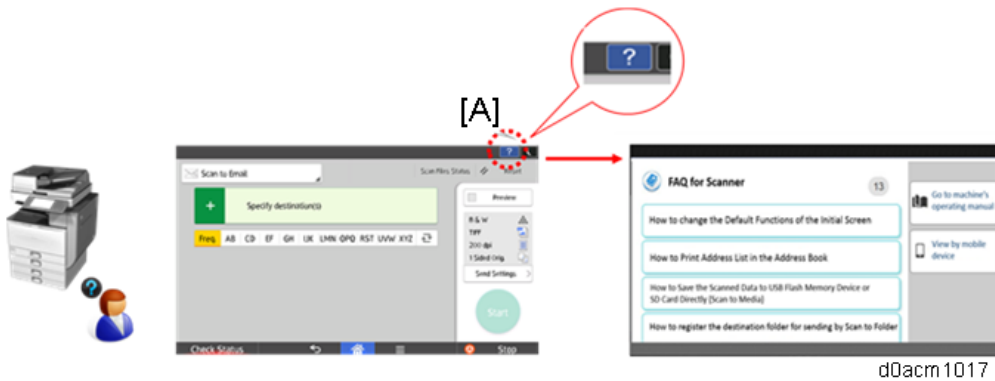 ?
[A]
?
Scan to Email
Scan Files Status
Reset
+
Specify destination(s)
Preview
Freq. AB CD EF GH IJK LMN OPQ RST UVW XYZ
B & W
TIFF
200 dpi
1 Sided Orig.
Send Settings
Start
Check Status
Stop
?
FAQ for Scanner
13
How to change the Default Functions of the Initial Screen
How to Print Address List in the Address Book
How to Save the Scanned Data to USB Flash Memory Device or
SD Card Directly [Scan to Media]
How to register the destination folder for sending by Scan to Folder
Go to machine's
operating manual
View by mobile
device
d0acm1017